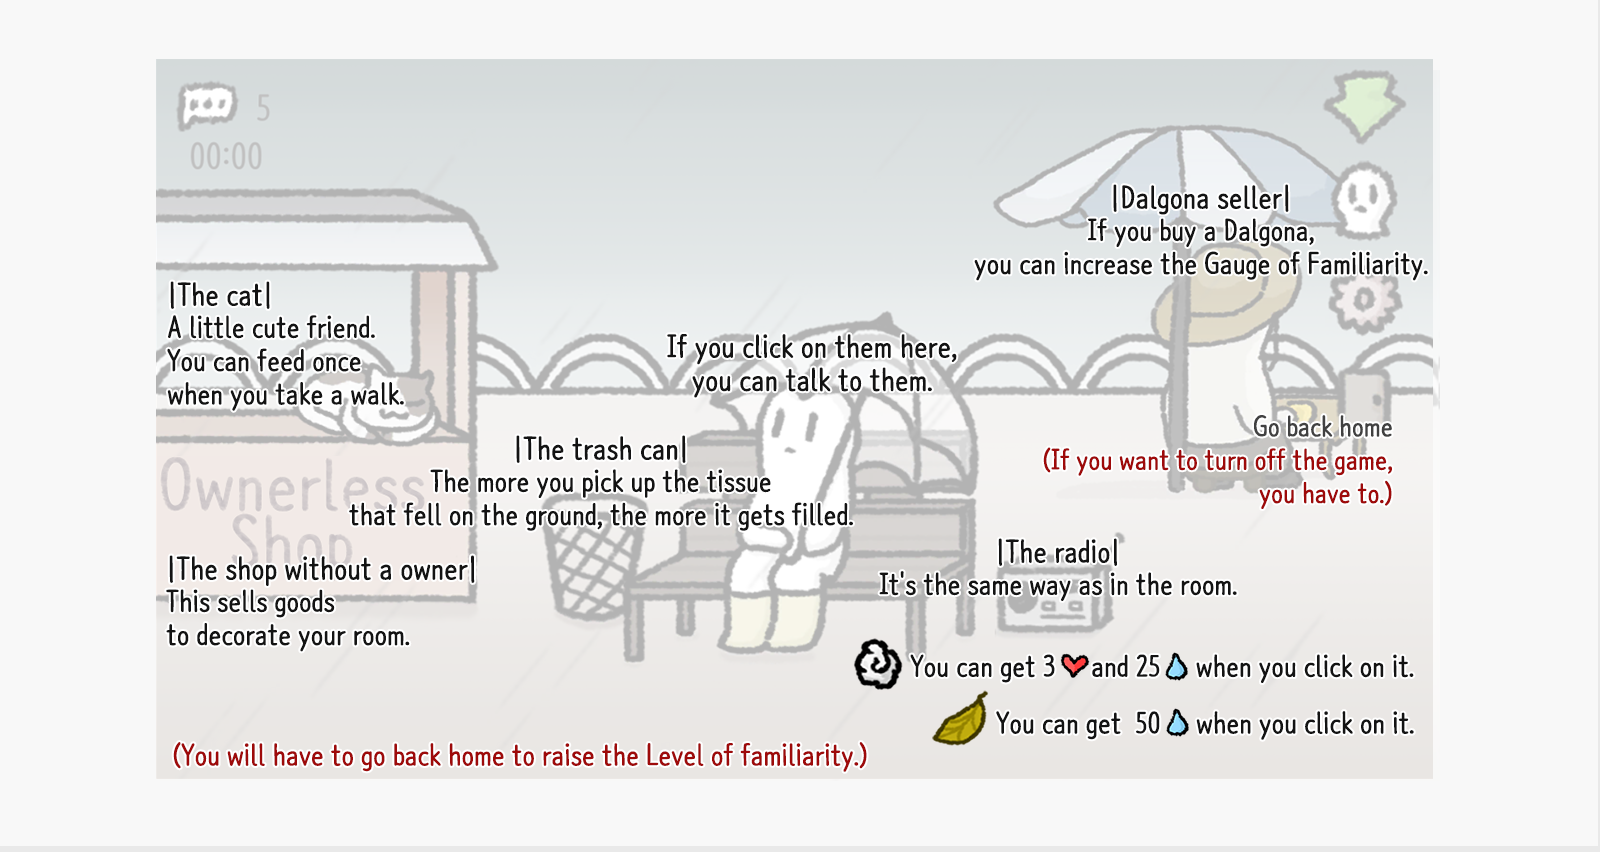 5
00:00
|Dalgona seller|
If you buy a Dalgona,
you can increase the Gauge of Familiarity.
|The cat|
A little cute friend.
You can feed once
when you take a walk.
If you click on them here,
you can talk to them.
Go back home
(If you want to turn off the game,
you have to.)
|The trash can|
The more you pick up the tissue
that fell on the ground, the more it gets filled.
Ownerless
Shop
|The shop without a owner|
This sells goods
to decorate your room.
|The radio|
It's the same way as in the room.
You can get 3 and 25 when you click on it.
You can get 50 when you click on it.
(You will have to go back home to raise the Level of familiarity.)